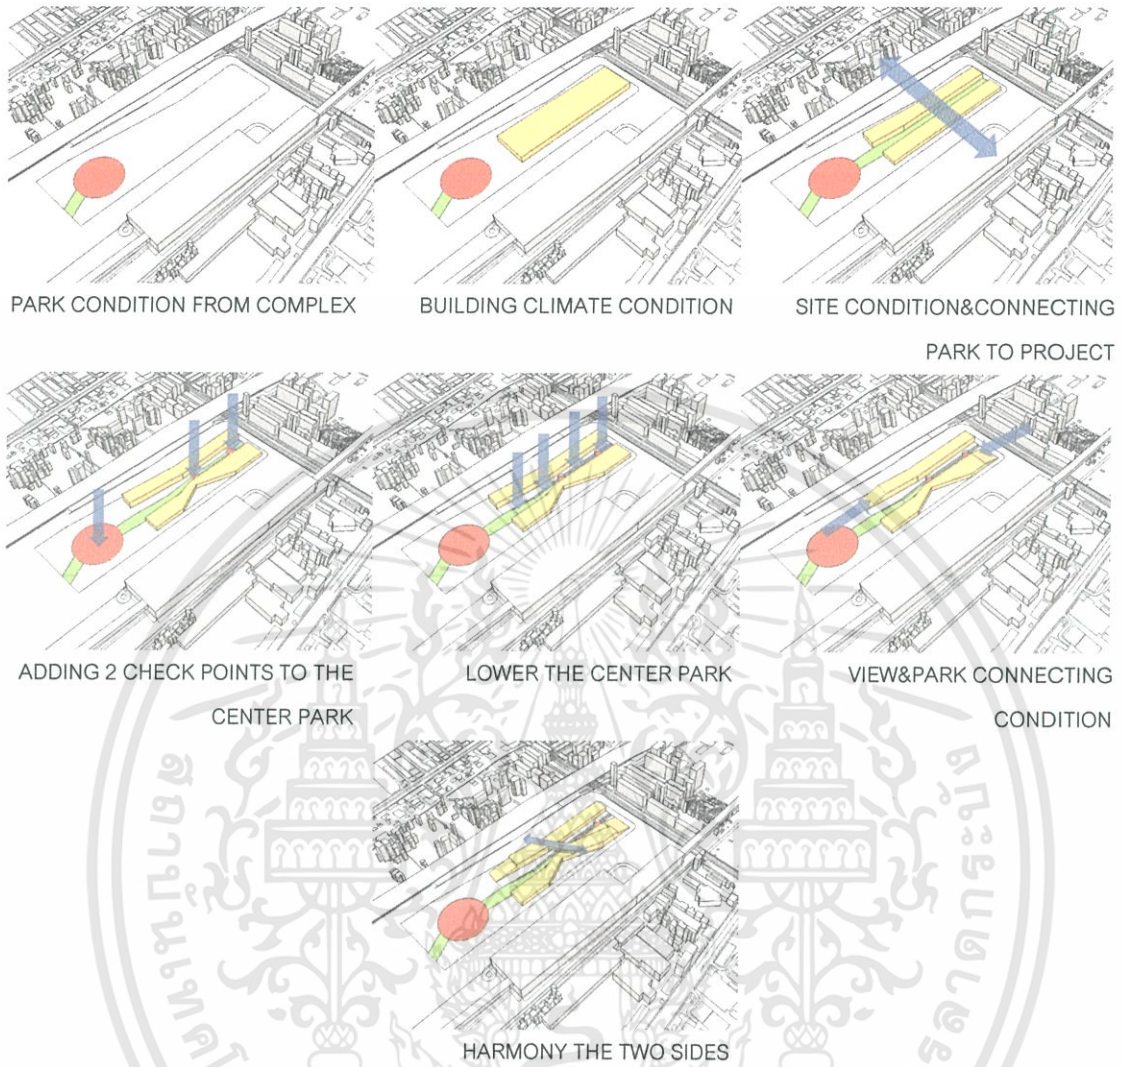 PARK CONDITION FROM COMPLEX
BUILDING CLIMATE CONDITION
SITE CONDITION&CONNECTING
PARK TO PROJECT
ADDING 2 CHECK POINTS TO THE
CENTER PARK
LOWER THE CENTER PARK
VIEW&PARK CONNECTING
CONDITION
HARMONY THE TWO SIDES